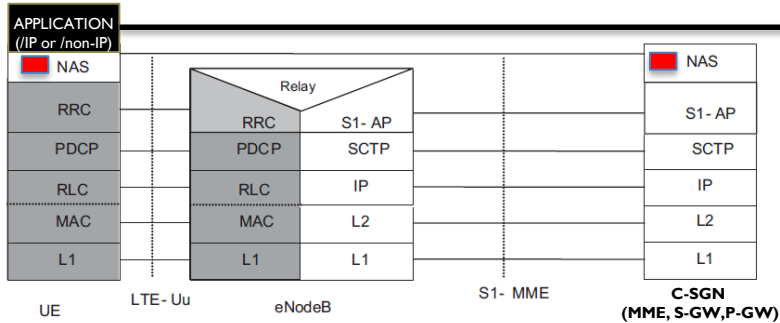 APPLICATION
(/IP or /non-IP)
NAS
NAS
Relay
RRC
RRC
S1- AP
S1- AP
PDCP
PDCP
SCTP
SCTP
RLC
RLC
IP
IP
MAC
MAC
L2
L2
L1
L1
L1
L1
UE
LTE- Uu
eNodeB
S1- MME
C-SGN
(MME, S-GW,P-GW)